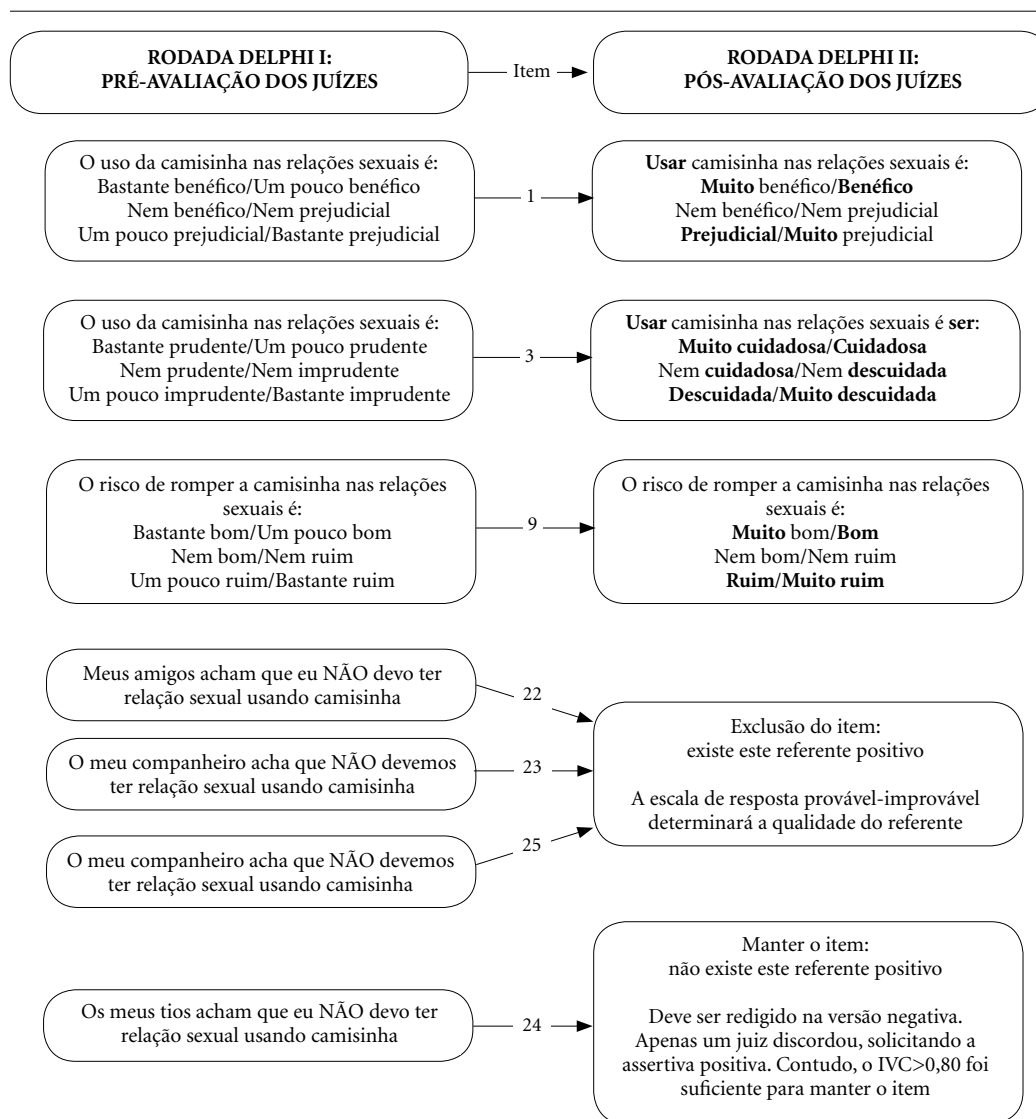 RODADA DELPHI I:
PRÉ-AVALIAÇÃO DOS JUÍZES
Item
RODADA DELPHI II:
PÓS-AVALIAÇÃO DOS JUÍZES
O uso da camisinha nas relações sexuais é:
Bastante benéfico/Um pouco benéfico
Nem benéfico/Nem prejudicial
Um pouco prejudicial/Bastante prejudicial
1
Usar camisinha nas relações sexuais é:
Muito benéfico/Benéfico
Nem benéfico/Nem prejudicial
Prejudicial/Muito prejudicial
O uso da camisinha nas relações sexuais é:
Bastante prudente/Um pouco prudente
Nem prudente/Nem imprudente
Um pouco imprudente/Bastante imprudente
3
Usar camisinha nas relações sexuais é ser:
Muito cuidadosa/Cuidadosa
Nem cuidadosa/Nem descuidada
Descuidada/Muito descuidada
O risco de romper a camisinha nas relações
sexuais é:
Bastante bom/Um pouco bom
Nem bom/Nem ruim
Um pouco ruim/Bastante ruim
9
O risco de romper a camisinha nas relações
sexuais é:
Muito bom/Bom
Nem bom/Nem ruim
Ruim/Muito ruim
Meus amigos acham que eu NÃO devo ter
relação sexual usando camisinha
22
O meu companheiro acha que NÃO devemos
ter relação sexual usando camisinha
23
O meu companheiro acha que NÃO devemos
ter relação sexual usando camisinha
25
Exclusão do item:
existe este referente positivo
A escala de resposta provável-improvável
determinará a qualidade do referente
Os meus tios acham que eu NÃO devo ter
relação sexual usando camisinha
24
Manter o item:
não existe este referente positivo
Deve ser redigido na versão negativa.
Apenas um juiz discordou, solicitando a
assertiva positiva. Contudo, o IVC>0,80 foi
suficiente para manter o item